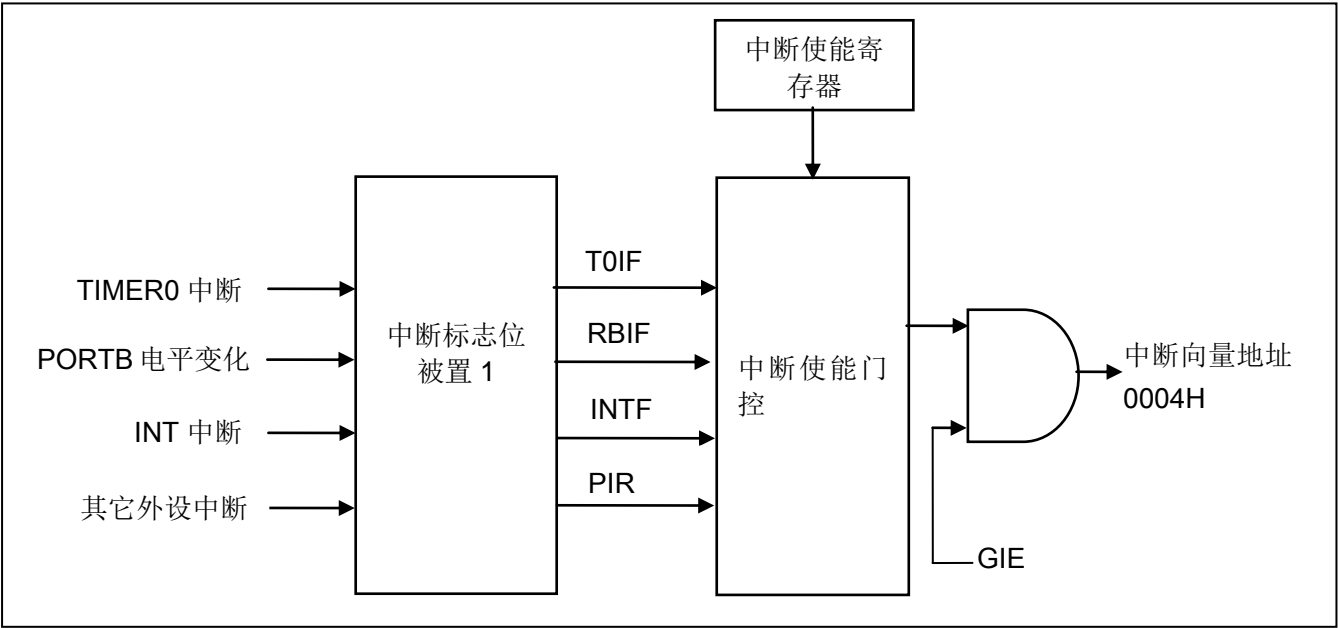 中断使能寄
存器
TIMER0 中断
PORTB 电平变化
INT 中断
其它外设中断
中断标志位
被置 1
T0IF
RBIF
INTF
PIR
中断使能门
控
中断向量地址
0004H
GIE